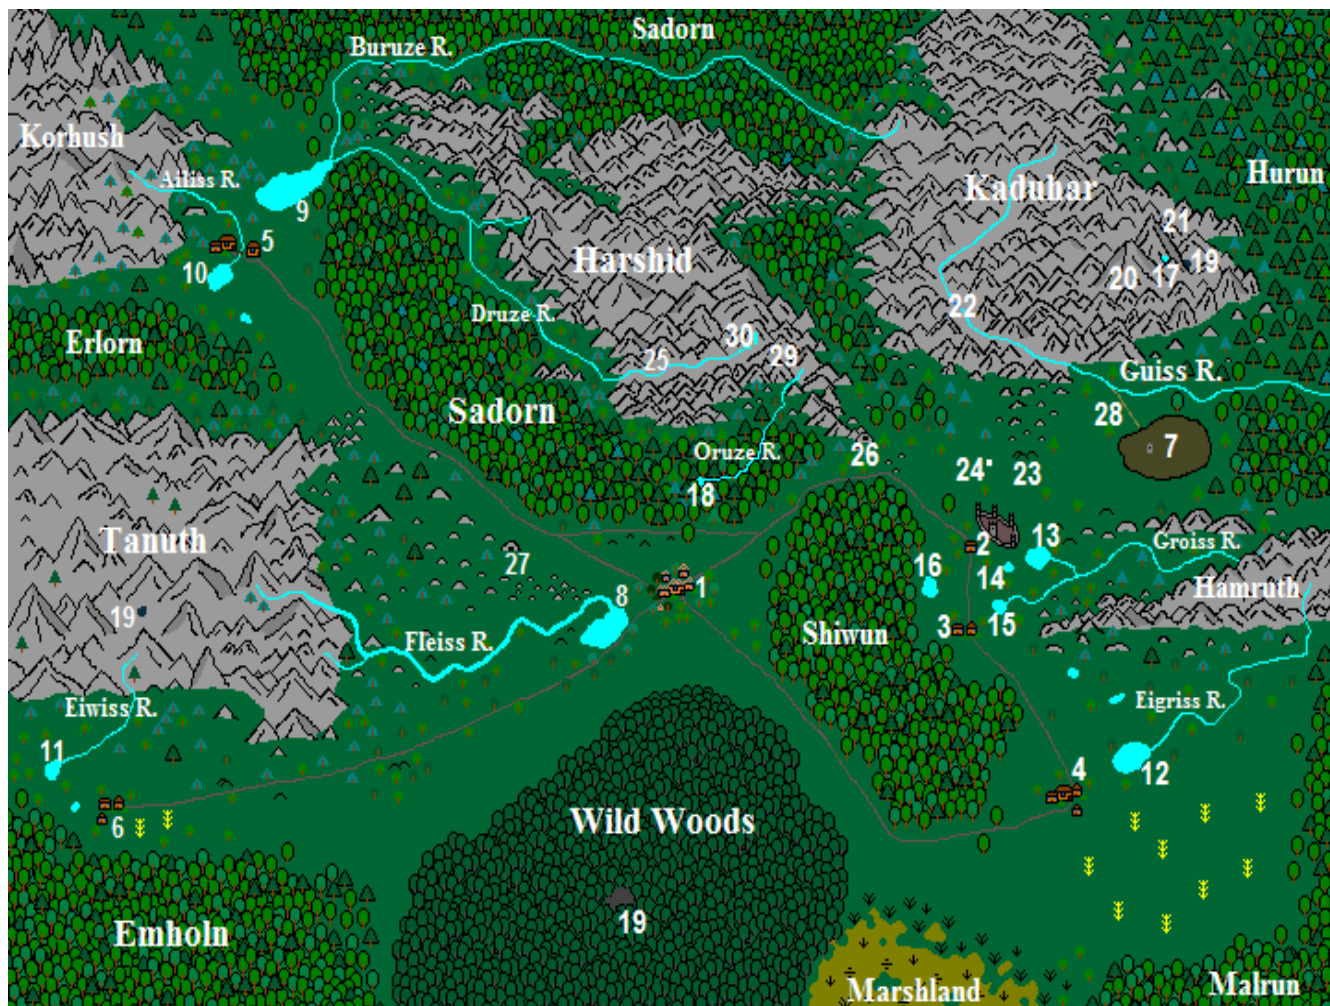 Sadorn
Buruze R.
Korhush
Ailiss R.
Kaduhar
Hurun
9
21
5
10
Harshid
20
17
19
22
Druze R.
30
29
25
Erlorn
Guiss R.
Sadorn
28
7
Oruze R.
26
24
23
18
Tanuth
2
13
Groiss R.
27
16
14
1
8
Hamruth
19
15
3
Shiwun
Fleiss R.
Eiwiss R.
Eigriss R.
11
12
4
6
Wild Woods
19
Emholn
Marshland
Malrun